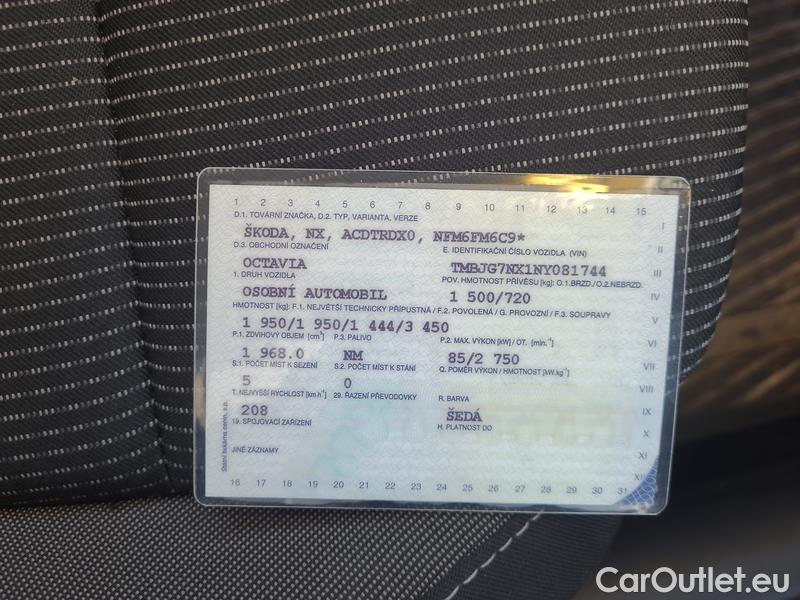 1 2 3 4 5 6 7 8 9 10 11 12 13 14 15
D.1. TOVÁRNÍ ZNAČKA, D.2. TYP, VARIANTA, VERZE
I
ŠKODA, NX, ACDTRDX0, NFM6FM6C9*
D.3. OBCHODNÍ OZNAČENÍ E. IDENTIFIKAČNÍ ČÍSLO VOZIDLA (VIN)
II
OCTAVIA TMBJG7NX1NY081744
III
1. DRUH VOZIDLA POV. HMOTNOST PŘÍVĚSU [kg]: O.1.BRZD./O.2.NEBRZD.
OSOBNÍ AUTOMOBIL 1 500/720
IV
HMOTNOST [kg]: F.1. NEJVĚTŠÍ TECHNICKY PŘÍPUSTNÁ / F.2. POVOLENÁ / G. PROVOZNÍ / F.3. SOUPRAVY
1 950/1 950/1 444/3 450
V
P.1. ZDVIHOVÝ OBJEM [cm³] P.3. PALIVO P.2. MAX. VÝKON [kW] / OT. [min.⁻¹]
VI
1 968.0 NM 85/2 750
S.1. POČET MÍST K SEZENÍ S.2. POČET MÍST K STÁNÍ Q. POMĚR VÝKON / HMOTNOST [kW.kg⁻¹]
VII
5 0
T. NEJVYŠŠÍ RYCHLOST [km.h⁻¹] 29. ŘAZENÍ PŘEVODOVKY R. BARVA
VIII
208 ŠEDÁ
IX
19. SPOJOVACÍ ZAŘÍZENÍ H. PLATNOST DO
X
JINÉ ZÁZNAMY
XI
XII
16 17 18 19 20 21 22 23 24 25 26 27 28 29 30 31
Státní tiskárna cenin, s.p.
CarOutlet.eu